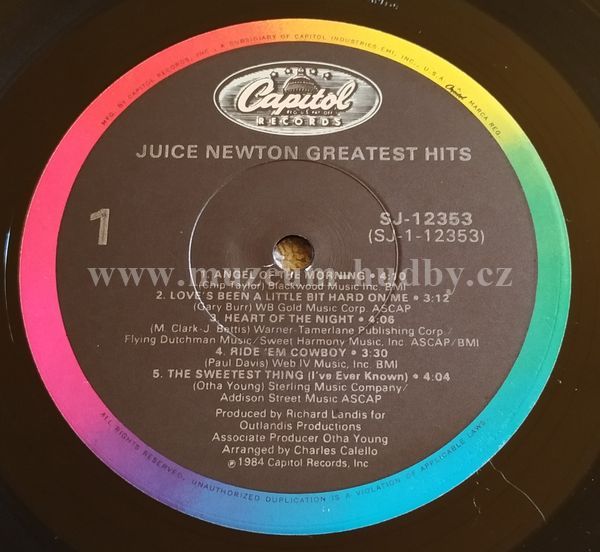 MFG. BY CAPITOL RECORDS, INC., A SUBSIDIARY OF CAPITOL INDUSTRIES-EMI, INC., U.S.A.
Capitol MARCA REG.
Capitol
REG. U.S. PAT. OFF.
RECORDS
JUICE NEWTON GREATEST HITS
1
SJ-12353
(SJ-1-12353)
ANGEL OF THE MORNING • 4:10
(Chip Taylor) Blackwood Music Inc. BMI
2. LOVE'S BEEN A LITTLE BIT HARD ON ME • 3:12
(Gary Burr) WB Gold Music Corp. ASCAP
3. HEART OF THE NIGHT • 4:06
(M. Clark-J. Bettis) Warner-Tamerlane Publishing Corp./
Flying Dutchman Music/Sweet Harmony Music, Inc. ASCAP/BMI
4. RIDE 'EM COWBOY • 3:30
(Paul Davis) Web IV Music, Inc. BMI
5. THE SWEETEST THING (I've Ever Known) • 4:04
(Otha Young) Sterling Music Company/
Addison Street Music ASCAP
Produced by Richard Landis for
Outlandis Productions
Associate Producer Otha Young
Arranged by Charles Calello
℗ 1984 Capitol Records, Inc
ALL RIGHTS RESERVED. UNAUTHORIZED DUPLICATION IS A VIOLATION OF APPLICABLE LAWS.